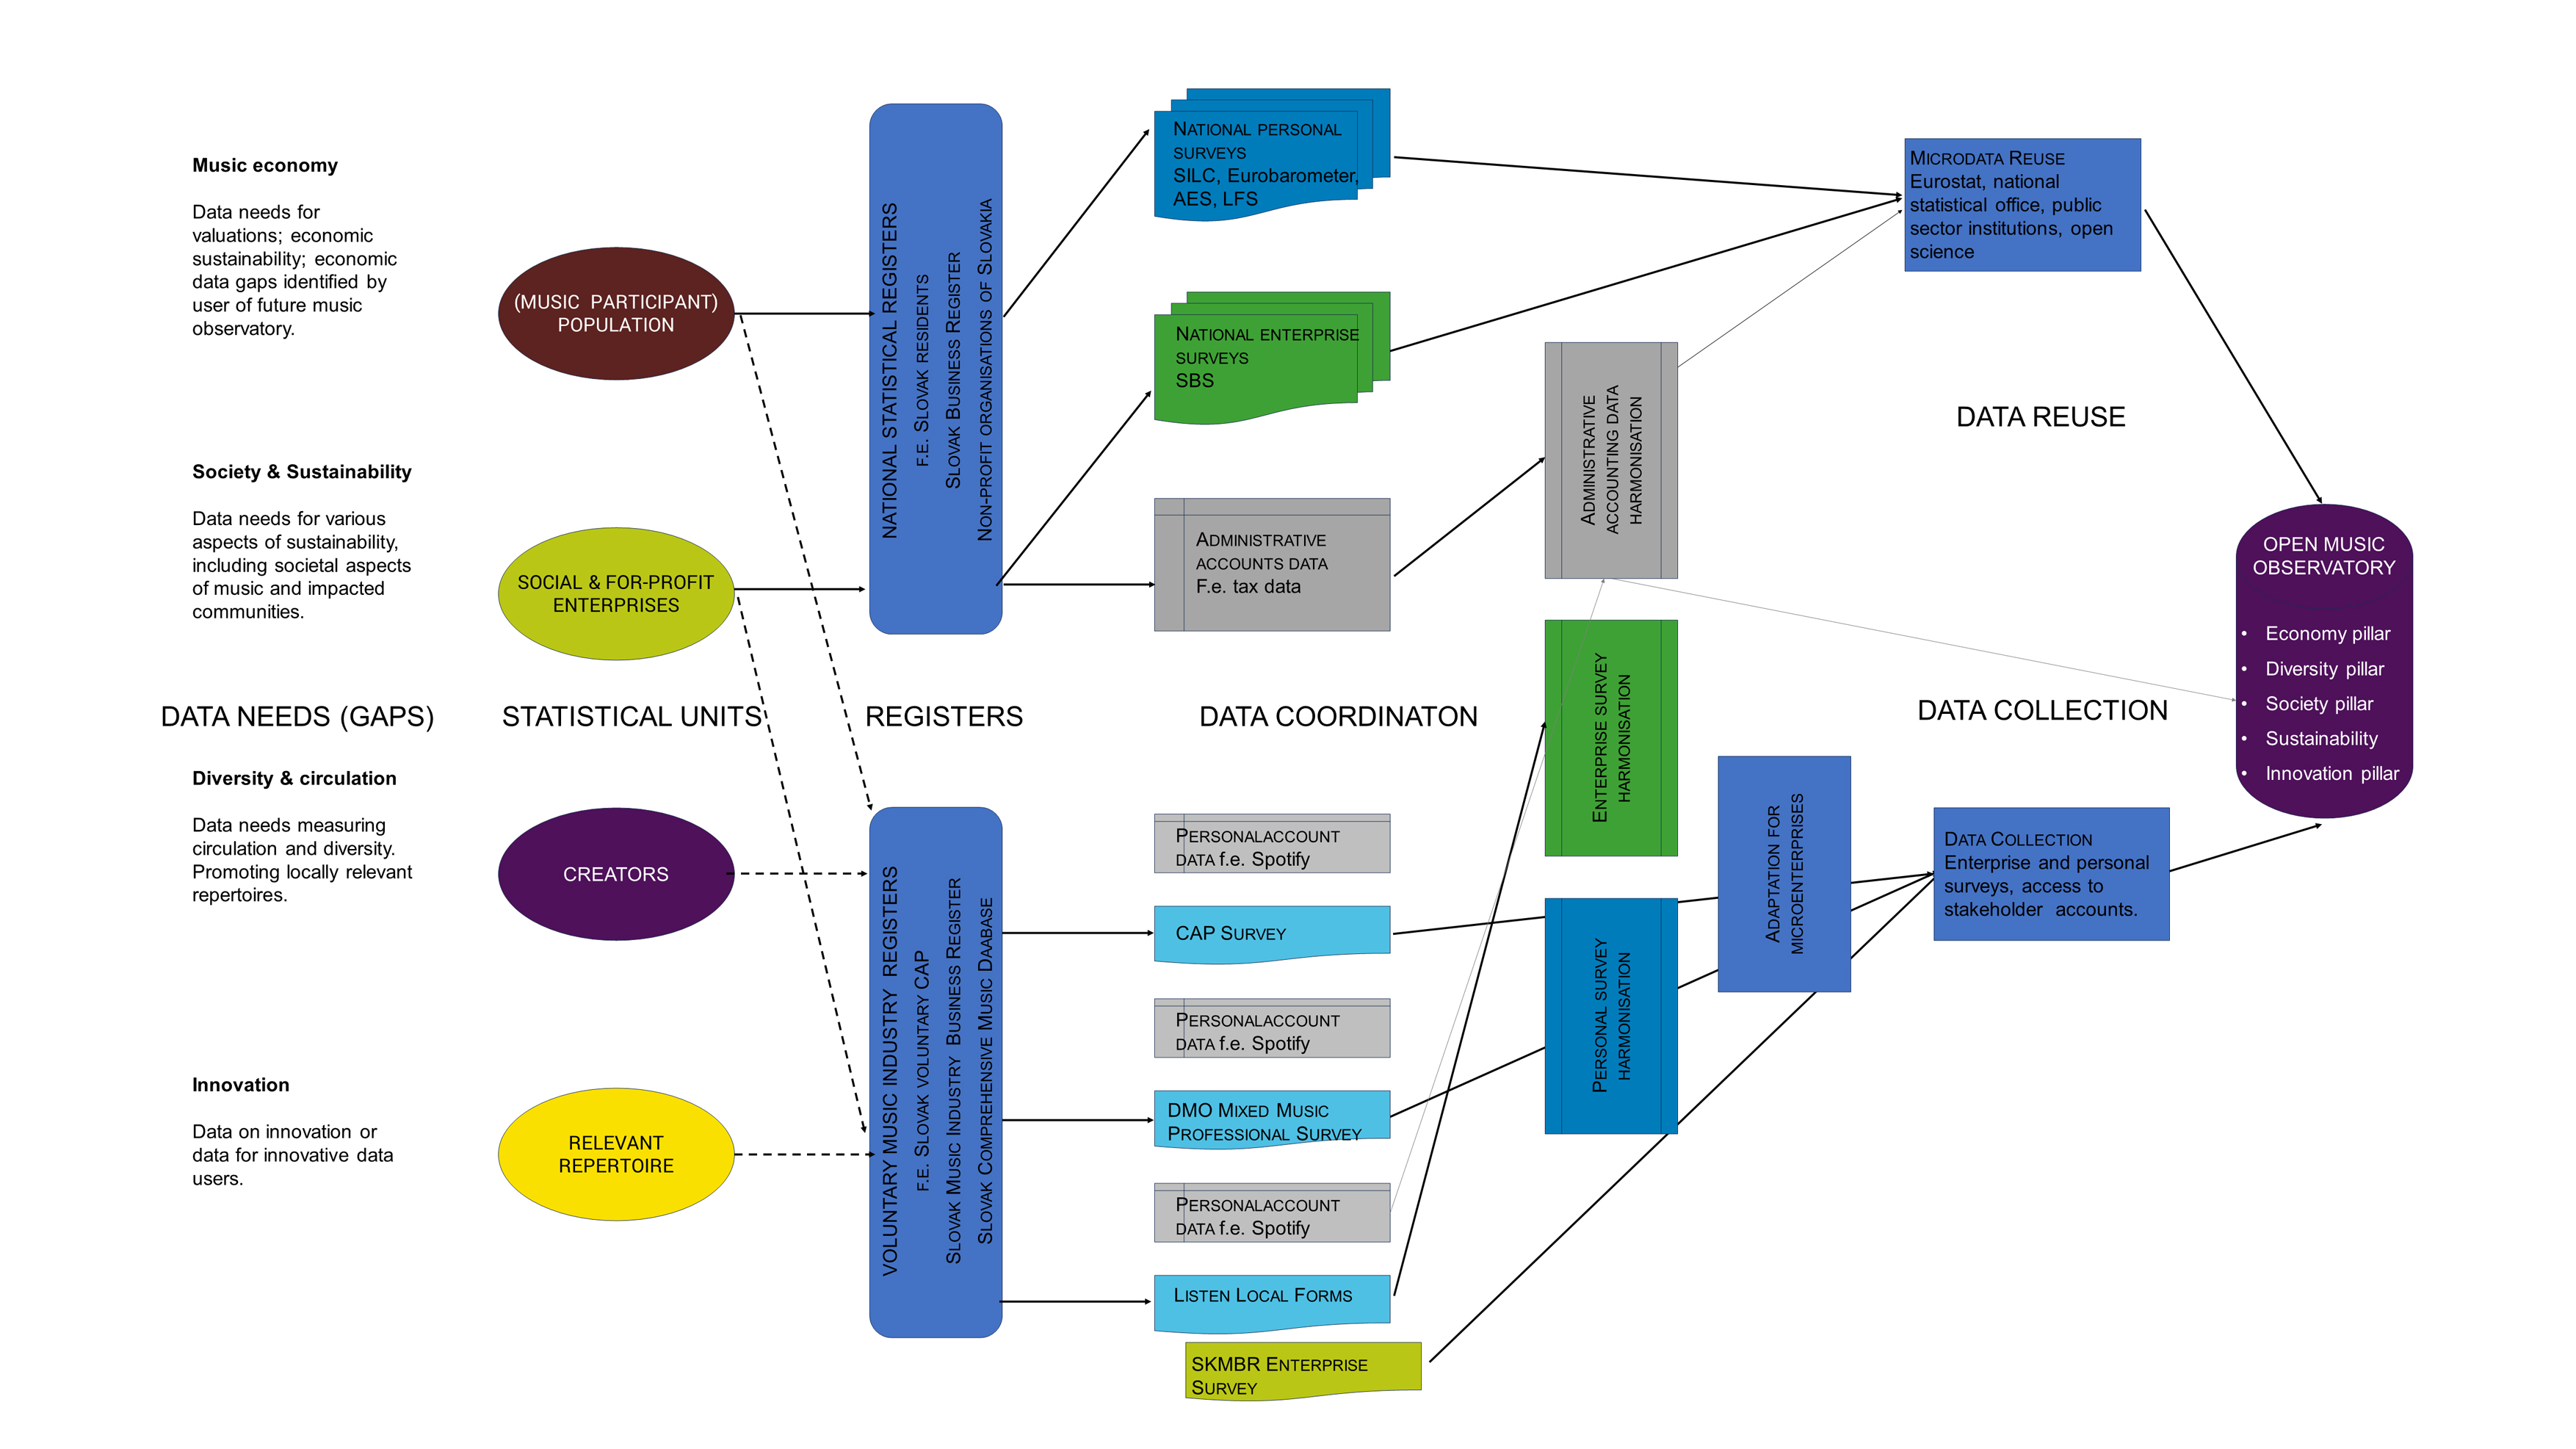 Music economy
Data needs for
valuations; economic
sustainability; economic
data gaps identified by
user of future music
observatory.
Society & Sustainability
Data needs for various
aspects of sustainability,
including societal aspects
of music and impacted
communities.
DATA NEEDS (GAPS)
Diversity & circulation
Data needs measuring
circulation and diversity.
Promoting locally relevant
repertoires.
Innovation
Data on innovation or
data for innovative data
users.
(MUSIC PARTICIPANT)
POPULATION
SOCIAL & FOR-PROFIT
ENTERPRISES
STATISTICAL UNITS
CREATORS
RELEVANT
REPERTOIRE
NATIONAL STATISTICAL REGISTERS
F.E. SLOVAK RESIDENTS
SLOVAK BUSINESS REGISTER
NON-PROFIT ORGANISATIONS OF SLOVAKIA
REGISTERS
VOLUNTARY MUSIC INDUSTRY REGISTERS
F.E. SLOVAK VOLUNTARY CAP
SLOVAK MUSIC INDUSTRY BUSINESS REGISTER
SLOVAK COMPREHENSIVE MUSIC DAABASE
NATIONAL PERSONAL
SURVEYS
SILC, Eurobarometer,
AES, LFS
NATIONAL ENTERPRISE
SURVEYS
SBS
ADMINISTRATIVE
ACCOUNTS DATA
F.e. tax data
DATA COORDINATON
PERSONALACCOUNT
DATA f.e. Spotify
CAP SURVEY
PERSONALACCOUNT
DATA f.e. Spotify
DMO MIXED MUSIC
PROFESSIONAL SURVEY
PERSONALACCOUNT
DATA f.e. Spotify
LISTEN LOCAL FORMS
SKMBR ENTERPRISE
SURVEY
ADMINISTRATIVE
ACCOUNTING DATA
HARMONISATION
ENTERPRISE SURVEY
HARMONISATION
PERSONAL SURVEY
HARMONISATION
ADAPTATION FOR
MICROENTERPRISES
MICRODATA REUSE
Eurostat, national
statistical office, public
sector institutions, open
science
DATA REUSE
DATA COLLECTION
DATA COLLECTION
Enterprise and personal
surveys, access to
stakeholder accounts.
OPEN MUSIC
OBSERVATORY
• Economy pillar
• Diversity pillar
• Society pillar
• Sustainability
• Innovation pillar